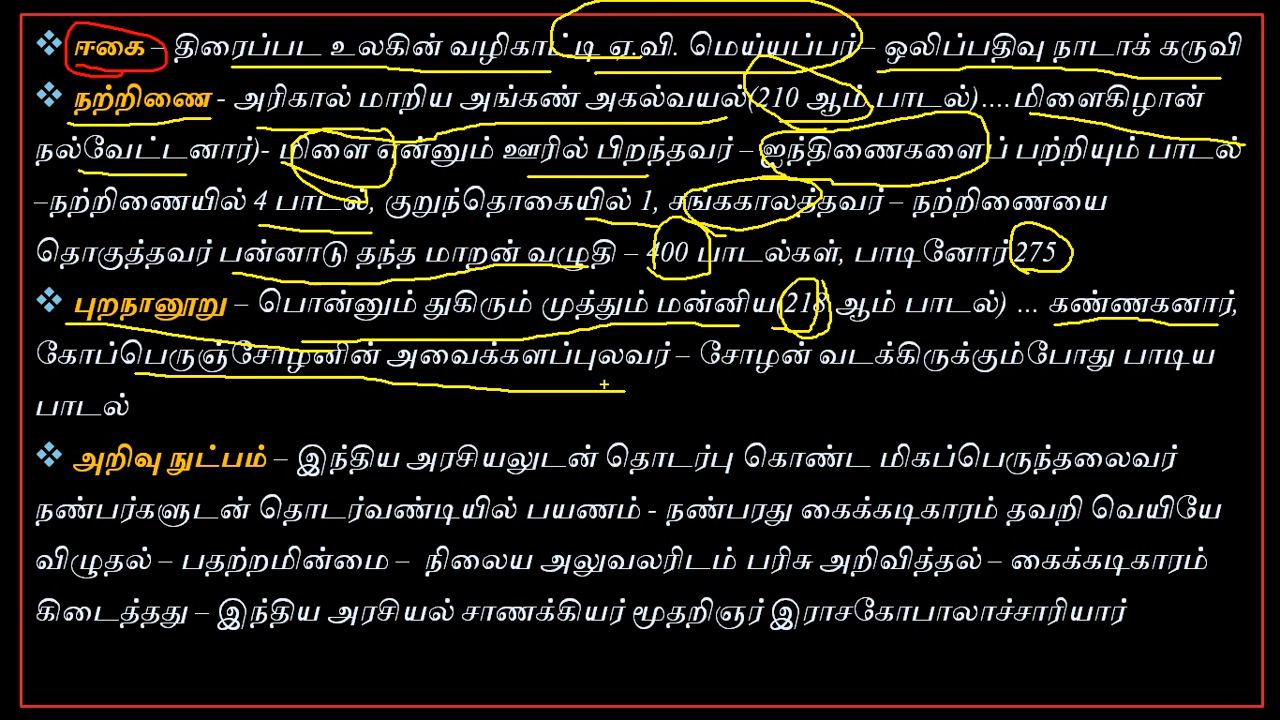 ❖ ஈகை – திரைப்பட உலகின் வழிகாட்டி ஏ.வி. மெய்யப்பர் – ஒலிப்பதிவு நாடாக் கருவி
❖ நற்றிணை - அரிகால் மாறிய அங்கண் அகல்வயல்(210 ஆம் பாடல்)....மிளைகிழான்
நல்வேட்டனார்)- மிளை என்னும் ஊரில் பிறந்தவர் – ஐந்திணைகளைப் பற்றியும் பாடல்
–நற்றிணையில் 4 பாடல், குறுந்தொகையில் 1, சங்ககாலத்தவர் – நற்றிணையை
தொகுத்தவர் பன்னாடு தந்த மாறன் வழுதி – 400 பாடல்கள், பாடினோர் 275
❖ புறநானூறு – பொன்னும் துகிரும் முத்தும் மன்னிய(218 ஆம் பாடல்) ... கண்ணகனார்,
கோப்பெருஞ்சோழனின் அவைக்களப்புலவர் – சோழன் வடக்கிருக்கும்போது பாடிய
பாடல்
❖ அறிவு நுட்பம் – இந்திய அரசியலுடன் தொடர்பு கொண்ட மிகப்பெருந்தலைவர்
நண்பர்களுடன் தொடர்வண்டியில் பயணம் - நண்பரது கைக்கடிகாரம் தவறி வெயியே
விழுதல் – பதற்றமின்மை – நிலைய அலுவலரிடம் பரிசு அறிவித்தல் – கைக்கடிகாரம்
கிடைத்தது – இந்திய அரசியல் சாணக்கியர் மூதறிஞர் இராசகோபாலாச்சாரியார்